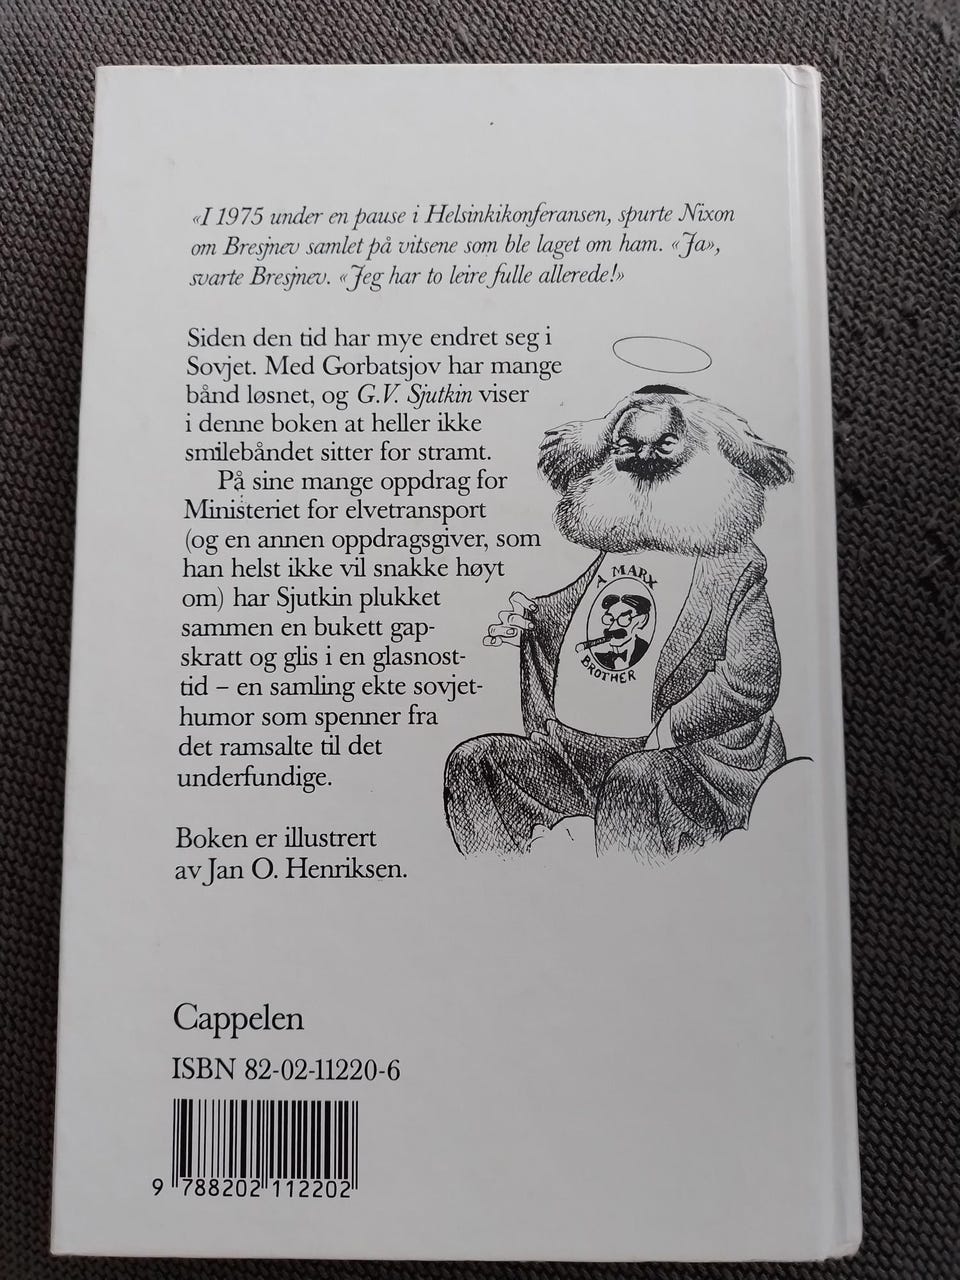 «I 1975 under en pause i Helsinkikonferansen, spurte Nixon
om Bresjnev samlet på vitsene som ble laget om ham. «Ja»,
svarte Bresjnev. «Jeg har to leire fulle allerede!»
Siden den tid har mye endret seg i
Sovjet. Med Gorbatsjov har mange
bånd løsnet, og G.V. Sjutkin viser
i denne boken at heller ikke
smilebåndet sitter for stramt.
På sine mange oppdrag for
Ministeriet for elvetransport
(og en annen oppdragsgiver, som
han helst ikke vil snakke høyt
om) har Sjutkin plukket
sammen en bukett gap-
skratt og glis i en glasnost-
tid – en samling ekte sovjet-
humor som spenner fra
det ramsalte til det
underfundige.
A MARX
BROTHER
Boken er illustrert
av Jan O. Henriksen.
Cappelen
ISBN 82-02-11220-6
9 788202 112202